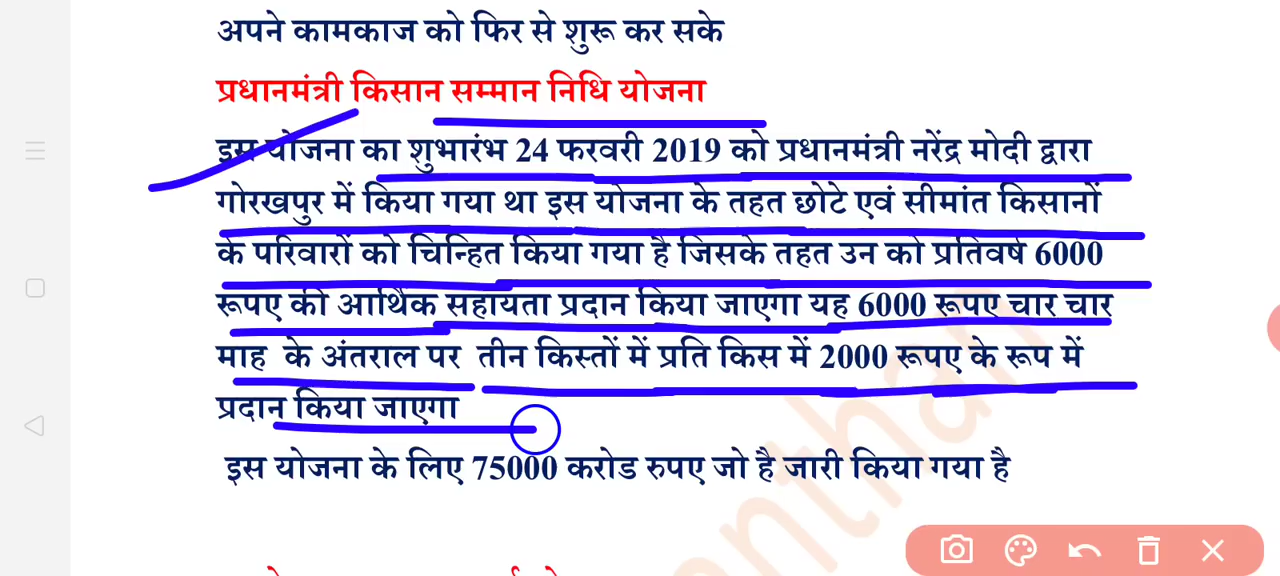 अपने कामकाज को फिर से शुरू कर सके
प्रधानमंत्री किसान सम्मान निधि योजना
इस योजना का शुभारंभ 24 फरवरी 2019 को प्रधानमंत्री नरेंद्र मोदी द्वारा
गोरखपुर में किया गया था इस योजना के तहत छोटे एवं सीमांत किसानों
के परिवारों को चिन्हित किया गया है जिसके तहत उन को प्रतिवर्ष 6000
रूपए की आर्थिक सहायता प्रदान किया जाएगा यह 6000 रूपए चार चार
माह के अंतराल पर तीन किस्तों में प्रति किस में 2000 रूपए के रूप में
प्रदान किया जाएगा
इस योजना के लिए 75000 करोड रुपए जो है जारी किया गया है